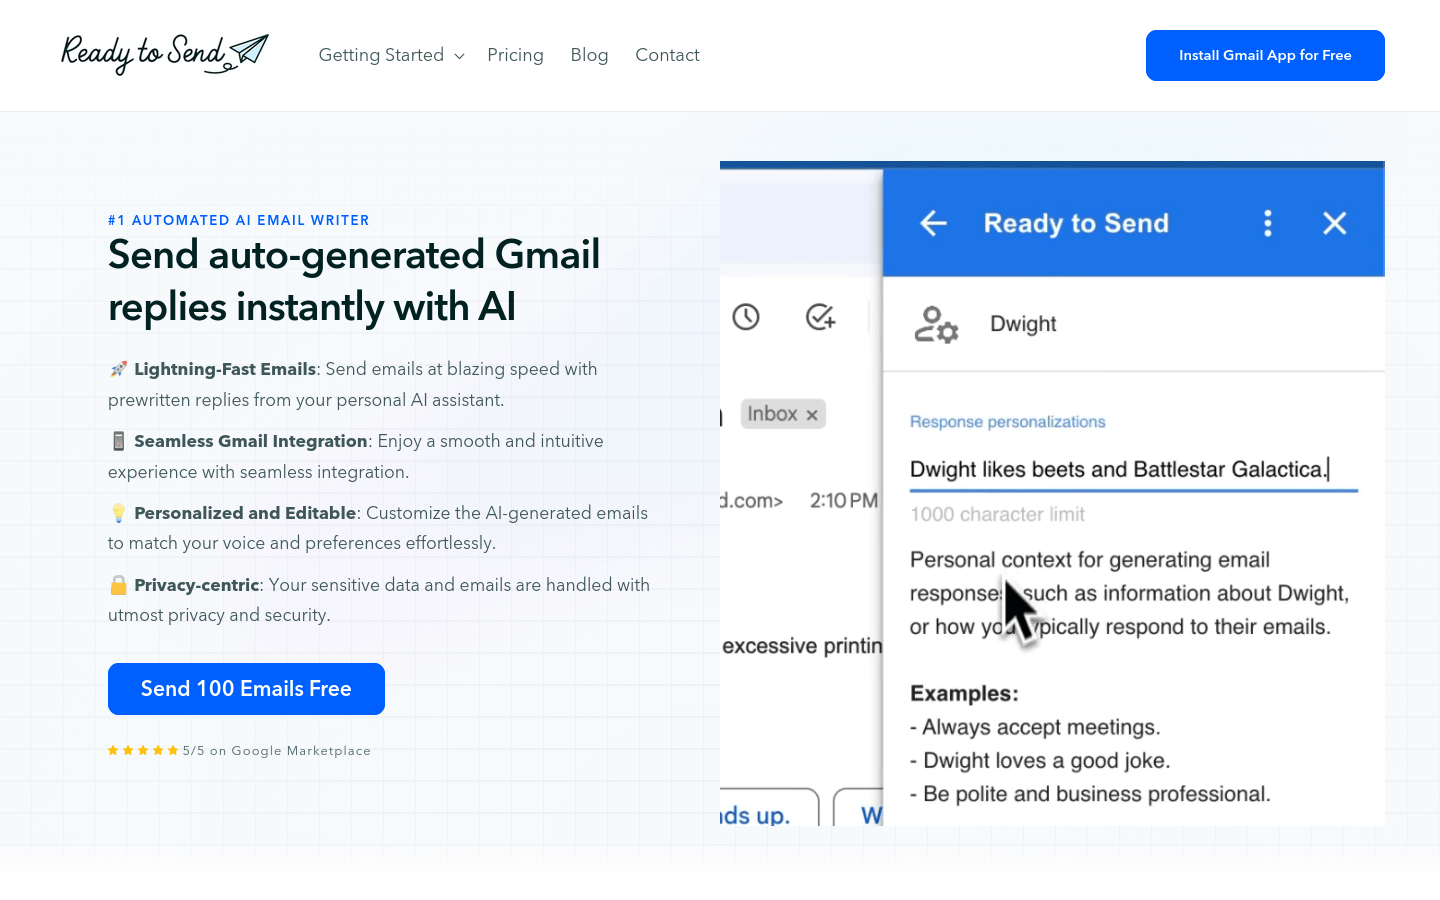 Ready to Send
Getting Started
Pricing
Blog
Contact
Install Gmail App for Free
#1 AUTOMATED AI EMAIL WRITER
Send auto-generated Gmail
replies instantly with AI
🚀 Lightning-Fast Emails: Send emails at blazing speed with
prewritten replies from your personal AI assistant.
Seamless Gmail Integration: Enjoy a smooth and intuitive
experience with seamless integration.
💡 Personalized and Editable: Customize the AI-generated emails
to match your voice and preferences effortlessly.
🔒 Privacy-centric: Your sensitive data and emails are handled with
utmost privacy and security.
Send 100 Emails Free
5/5 on Google Marketplace
Inbox ×
d.com> 2:10 PM
excessive printin
nds up.
W
Ready to Send
Dwight
Response personalizations
Dwight likes beets and Battlestar Galactica.
1000 character limit
Personal context for generating email
responses, such as information about Dwight,
or how you typically respond to their emails.
Examples:
- Always accept meetings.
- Dwight loves a good joke.
- Be polite and business professional.